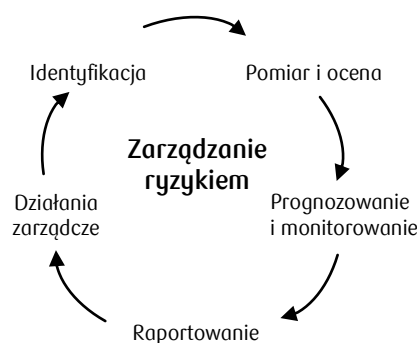 Identyfikacja
Pomiar i ocena
Zarządzanie
ryzykiem
Prognozowanie
i monitorowanie
Działania
zarządcze
Raportowanie